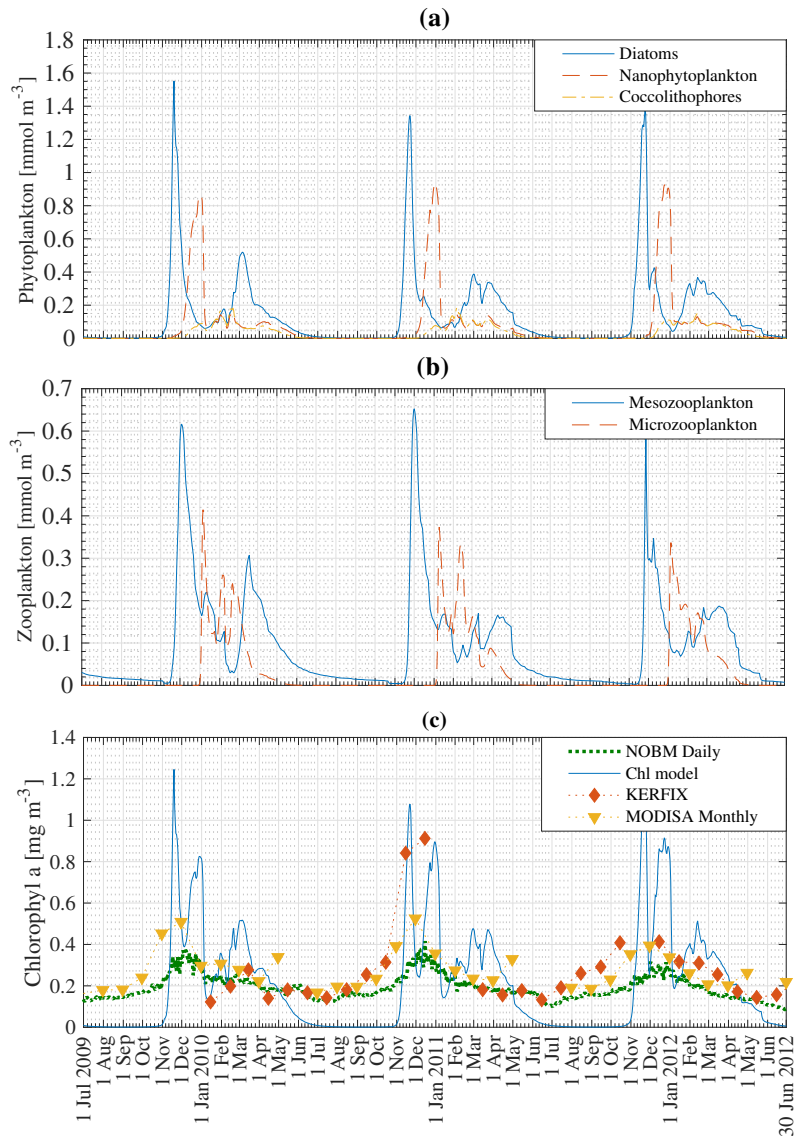 (a)
1.8
1.6
1.4
1.2
1
0.8
0.6
0.4
0.2
0
Phytoplankton [mmol m-3]
Diatoms
Nanophytoplankton
Coccolithophores
(b)
0.7
0.6
0.5
0.4
0.3
0.2
0.1
0
Zooplankton [mmol m-3]
Mesozooplankton
Microzooplankton
(c)
1.4
1.2
1
0.8
0.6
0.4
0.2
0
Chlorophyl a [mg m-3]
NOBM Daily
Chl model
KERFIX
MODISA Monthly
1 Jul 2009
1 Aug
1 Sep
1 Oct
1 Nov
1 Dec
1 Jan 2010
1 Feb
1 Mar
1 Apr
1 May
1 Jun
1 Jul
1 Aug
1 Sep
1 Oct
1 Nov
1 Dec
1 Jan 2011
1 Feb
1 Mar
1 Apr
1 May
1 Jun
1 Jul
1 Aug
1 Sep
1 Oct
1 Nov
1 Dec
1 Jan 2012
1 Feb
1 Mar
1 Apr
1 May
1 Jun
30 Jun 2012